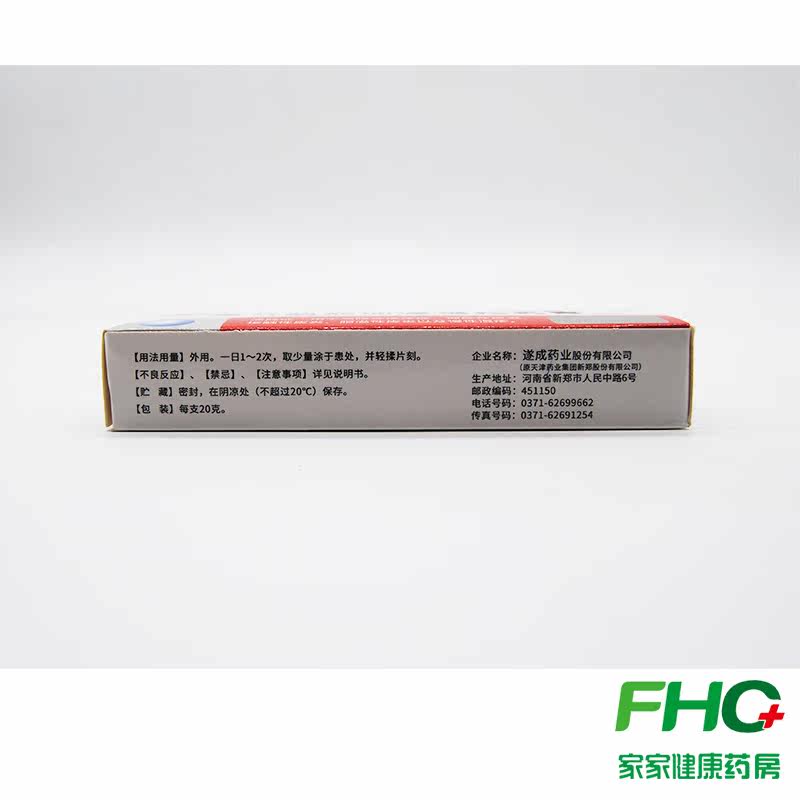 【用法用量】外用。一日1～2次，取少量涂于患处，并轻揉片刻。
【不良反应】、【禁忌】、【注意事项】详见说明书。
【贮　藏】密封，在阴凉处（不超过20℃）保存。
【包　装】每支20克。
企业名称：遂成药业股份有限公司
（原天津药业集团新郑股份有限公司）
生产地址：河南省新郑市人民中路6号
邮政编码：451150
电话号码：0371-62699662
传真号码：0371-62691254
FHC
家家健康药房